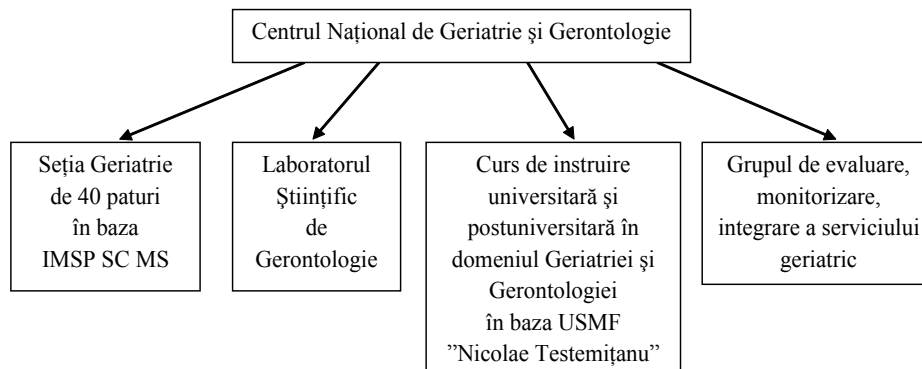 Centrul Național de Geriatrie şi Gerontologie
Seția Geriatrie
de 40 paturi
în baza
IMSP SC MS
Laboratorul
Ştiințific
de
Gerontologie
Curs de instruire
universitară şi
postuniversitară în
domeniul Geriatriei şi
Gerontologiei
în baza USMF
”Nicolae Testemițanu”
Grupul de evaluare,
monitorizare,
integrare a serviciului
geriatric